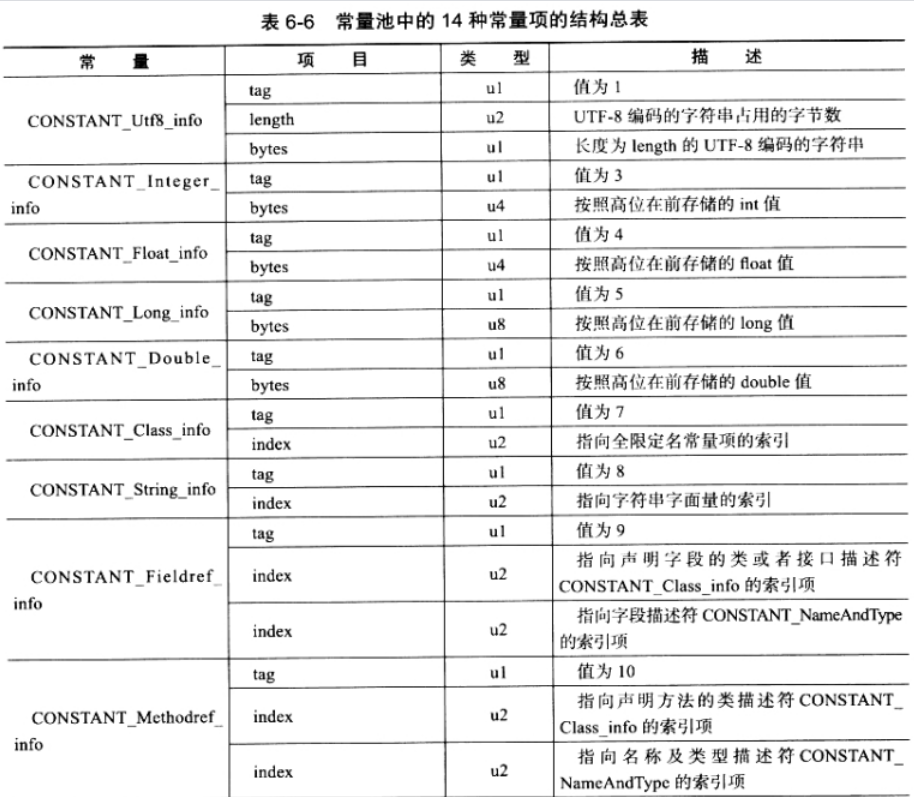 表 6-6 常量池中的 14 种常量项的结构总表
常 量 项 目 类 型 描 述
CONSTANT_Utf8_info tag u1 值为 1
length u2 UTF-8 编码的字符串占用的字节数
bytes u1 长度为 length 的 UTF-8 编码的字符串
CONSTANT_Integer_
info
tag u1 值为 3
bytes u4 按照高位在前存储的 int 值
CONSTANT_Float_info tag u1 值为 4
bytes u4 按照高位在前存储的 float 值
CONSTANT_Long_info tag u1 值为 5
bytes u8 按照高位在前存储的 long 值
CONSTANT_Double_
info
tag u1 值为 6
bytes u8 按照高位在前存储的 double 值
CONSTANT_Class_info tag u1 值为 7
index u2 指向全限定名常量项的索引
CONSTANT_String_info tag u1 值为 8
index u2 指向字符串字面量的索引
CONSTANT_Fieldref_
info
tag u1 值为 9
index u2 指向声明字段的类或者接口描述符
CONSTANT_Class_info 的索引项
index u2 指向字段描述符 CONSTANT_NameAndType
的索引项
CONSTANT_Methodref_
info
tag u1 值为 10
index u2 指向声明方法的类描述符 CONSTANT_
Class_info 的索引项
index u2 指向名称及类型描述符 CONSTANT_
NameAndType 的索引项